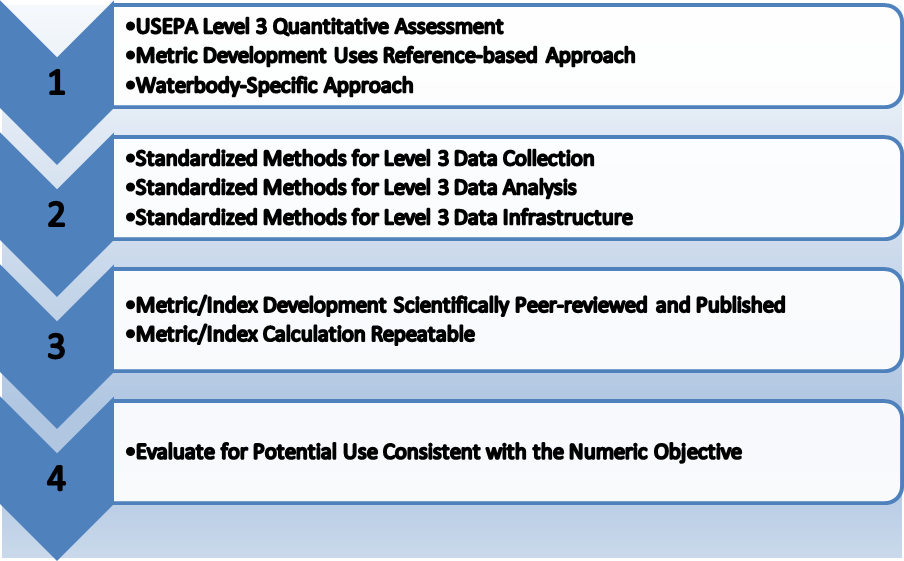 1
•USEPA Level 3 Quantitative Assessment
•Metric Development Uses Reference-based Approach
•Waterbody-Specific Approach
2
•Standardized Methods for Level 3 Data Collection
•Standardized Methods for Level 3 Data Analysis
•Standardized Methods for Level 3 Data Infrastructure
3
•Metric/Index Development Scientifically Peer-reviewed and Published
•Metric/Index Calculation Repeatable
4
•Evaluate for Potential Use Consistent with the Numeric Objective